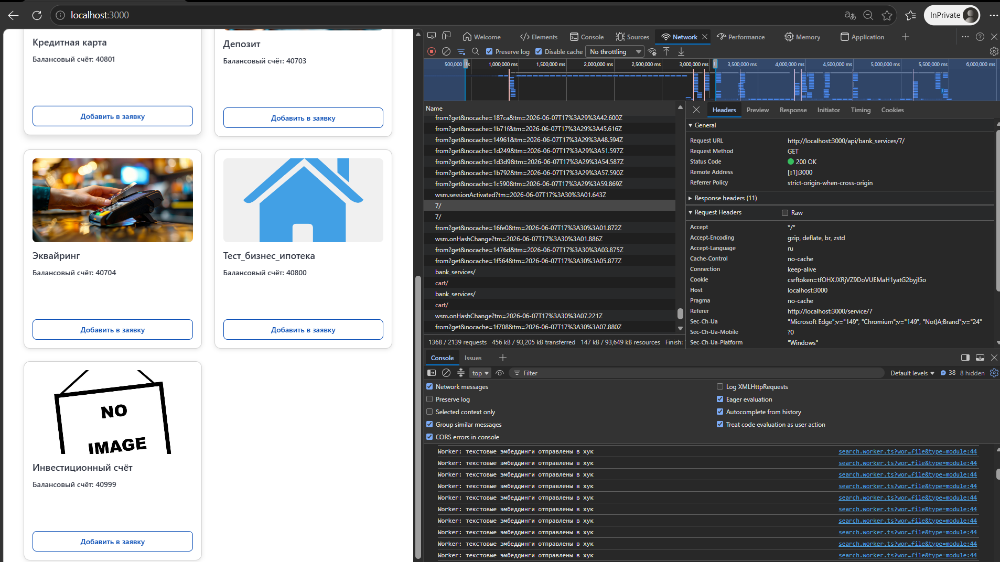 localhost:3000
InPrivate
Кредитная карта
Балансовый счёт: 40801
Добавить в заявку
Депозит
Балансовый счёт: 40703
Добавить в заявку
Эквайринг
Балансовый счёт: 40704
Добавить в заявку
Тест_бизнес_ипотека
Балансовый счёт: 40800
Добавить в заявку
NO
IMAGE
Инвестиционный счёт
Балансовый счёт: 40999
Добавить в заявку
Welcome
Elements
Console
Sources
Network
Performance
Memory
Application
Preserve log
Disable cache
No throttling
500,000 s
1,000,000 ms
1,500,000 ms
2,000,000 ms
2,500,000 ms
3,000,000 ms
3,500,000 ms
4,000,000 ms
4,500,000 ms
5,000,000 ms
5,500,000 ms
6,000,000 ms
Name
from?get&nocache=187ca&tm=2026-06-07T17%3A29%3A42.600Z
from?get&nocache=1b71f&tm=2026-06-07T17%3A29%3A45.616Z
from?get&nocache=14961&tm=2026-06-07T17%3A29%3A48.594Z
from?get&nocache=1d249&tm=2026-06-07T17%3A29%3A51.597Z
from?get&nocache=1d3d9&tm=2026-06-07T17%3A29%3A54.587Z
from?get&nocache=1b792&tm=2026-06-07T17%3A29%3A57.590Z
from?get&nocache=1c590&tm=2026-06-07T17%3A29%3A59.869Z
wsm.sessionActivated?tm=2026-06-07T17%3A30%3A01.643Z
7/
7/
from?get&nocache=16fe0&tm=2026-06-07T17%3A30%3A01.872Z
wsm.onHashChange?tm=2026-06-07T17%3A30%3A01.886Z
from?get&nocache=1476d&tm=2026-06-07T17%3A30%3A03.875Z
from?get&nocache=1f564&tm=2026-06-07T17%3A30%3A05.877Z
bank_services/
cart/
bank_services/
cart/
wsm.onHashChange?tm=2026-06-07T17%3A30%3A07.221Z
from?get&nocache=1f708&tm=2026-06-07T17%3A30%3A07.880Z
1368 / 2139 requests 456 kB / 93,205 kB transferred 147 kB / 93,649 kB resources Finish:
Headers
Preview
Response
Initiator
Timing
Cookies
General
Request URL http://localhost:3000/api/bank_services/7/
Request Method GET
Status Code 200 OK
Remote Address [::1]:3000
Referrer Policy strict-origin-when-cross-origin
Response headers (11)
Request Headers Raw
Accept */*
Accept-Encoding gzip, deflate, br, zstd
Accept-Language ru
Cache-Control no-cache
Connection keep-alive
Cookie csrftoken=tfOHXJXRjVZ9DoVUEMaH1yatG2byjI5o
Host localhost:3000
Pragma no-cache
Referer http://localhost:3000/service/7
Sec-Ch-Ua "Microsoft Edge";v="149", "Chromium";v="149", "Not)A;Brand";v="24"
Sec-Ch-Ua-Mobile ?0
Sec-Ch-Ua-Platform "Windows"
Console
Issues
top
Filter
Default levels
38
8 hidden
Network messages
Log XMLHttpRequests
Preserve log
Eager evaluation
Selected context only
Autocomplete from history
Group similar messages
Treat code evaluation as user action
CORS errors in console
Worker: текстовые эмбеддинги отправлены в хук search.worker.ts?wor…file&type=module:44
Worker: текстовые эмбеддинги отправлены в хук search.worker.ts?wor…file&type=module:44
Worker: текстовые эмбеддинги отправлены в хук search.worker.ts?wor…file&type=module:44
Worker: текстовые эмбеддинги отправлены в хук search.worker.ts?wor…file&type=module:44
Worker: текстовые эмбеддинги отправлены в хук search.worker.ts?wor…file&type=module:44
Worker: текстовые эмбеддинги отправлены в хук search.worker.ts?wor…file&type=module:44
Worker: текстовые эмбеддинги отправлены в хук search.worker.ts?wor…file&type=module:44
Worker: текстовые эмбеддинги отправлены в хук search.worker.ts?wor…file&type=module:44
Worker: текстовые эмбеддинги отправлены в хук search.worker.ts?wor…file&type=module:44
Worker: текстовые эмбеддинги отправлены в хук search.worker.ts?wor…file&type=module:44